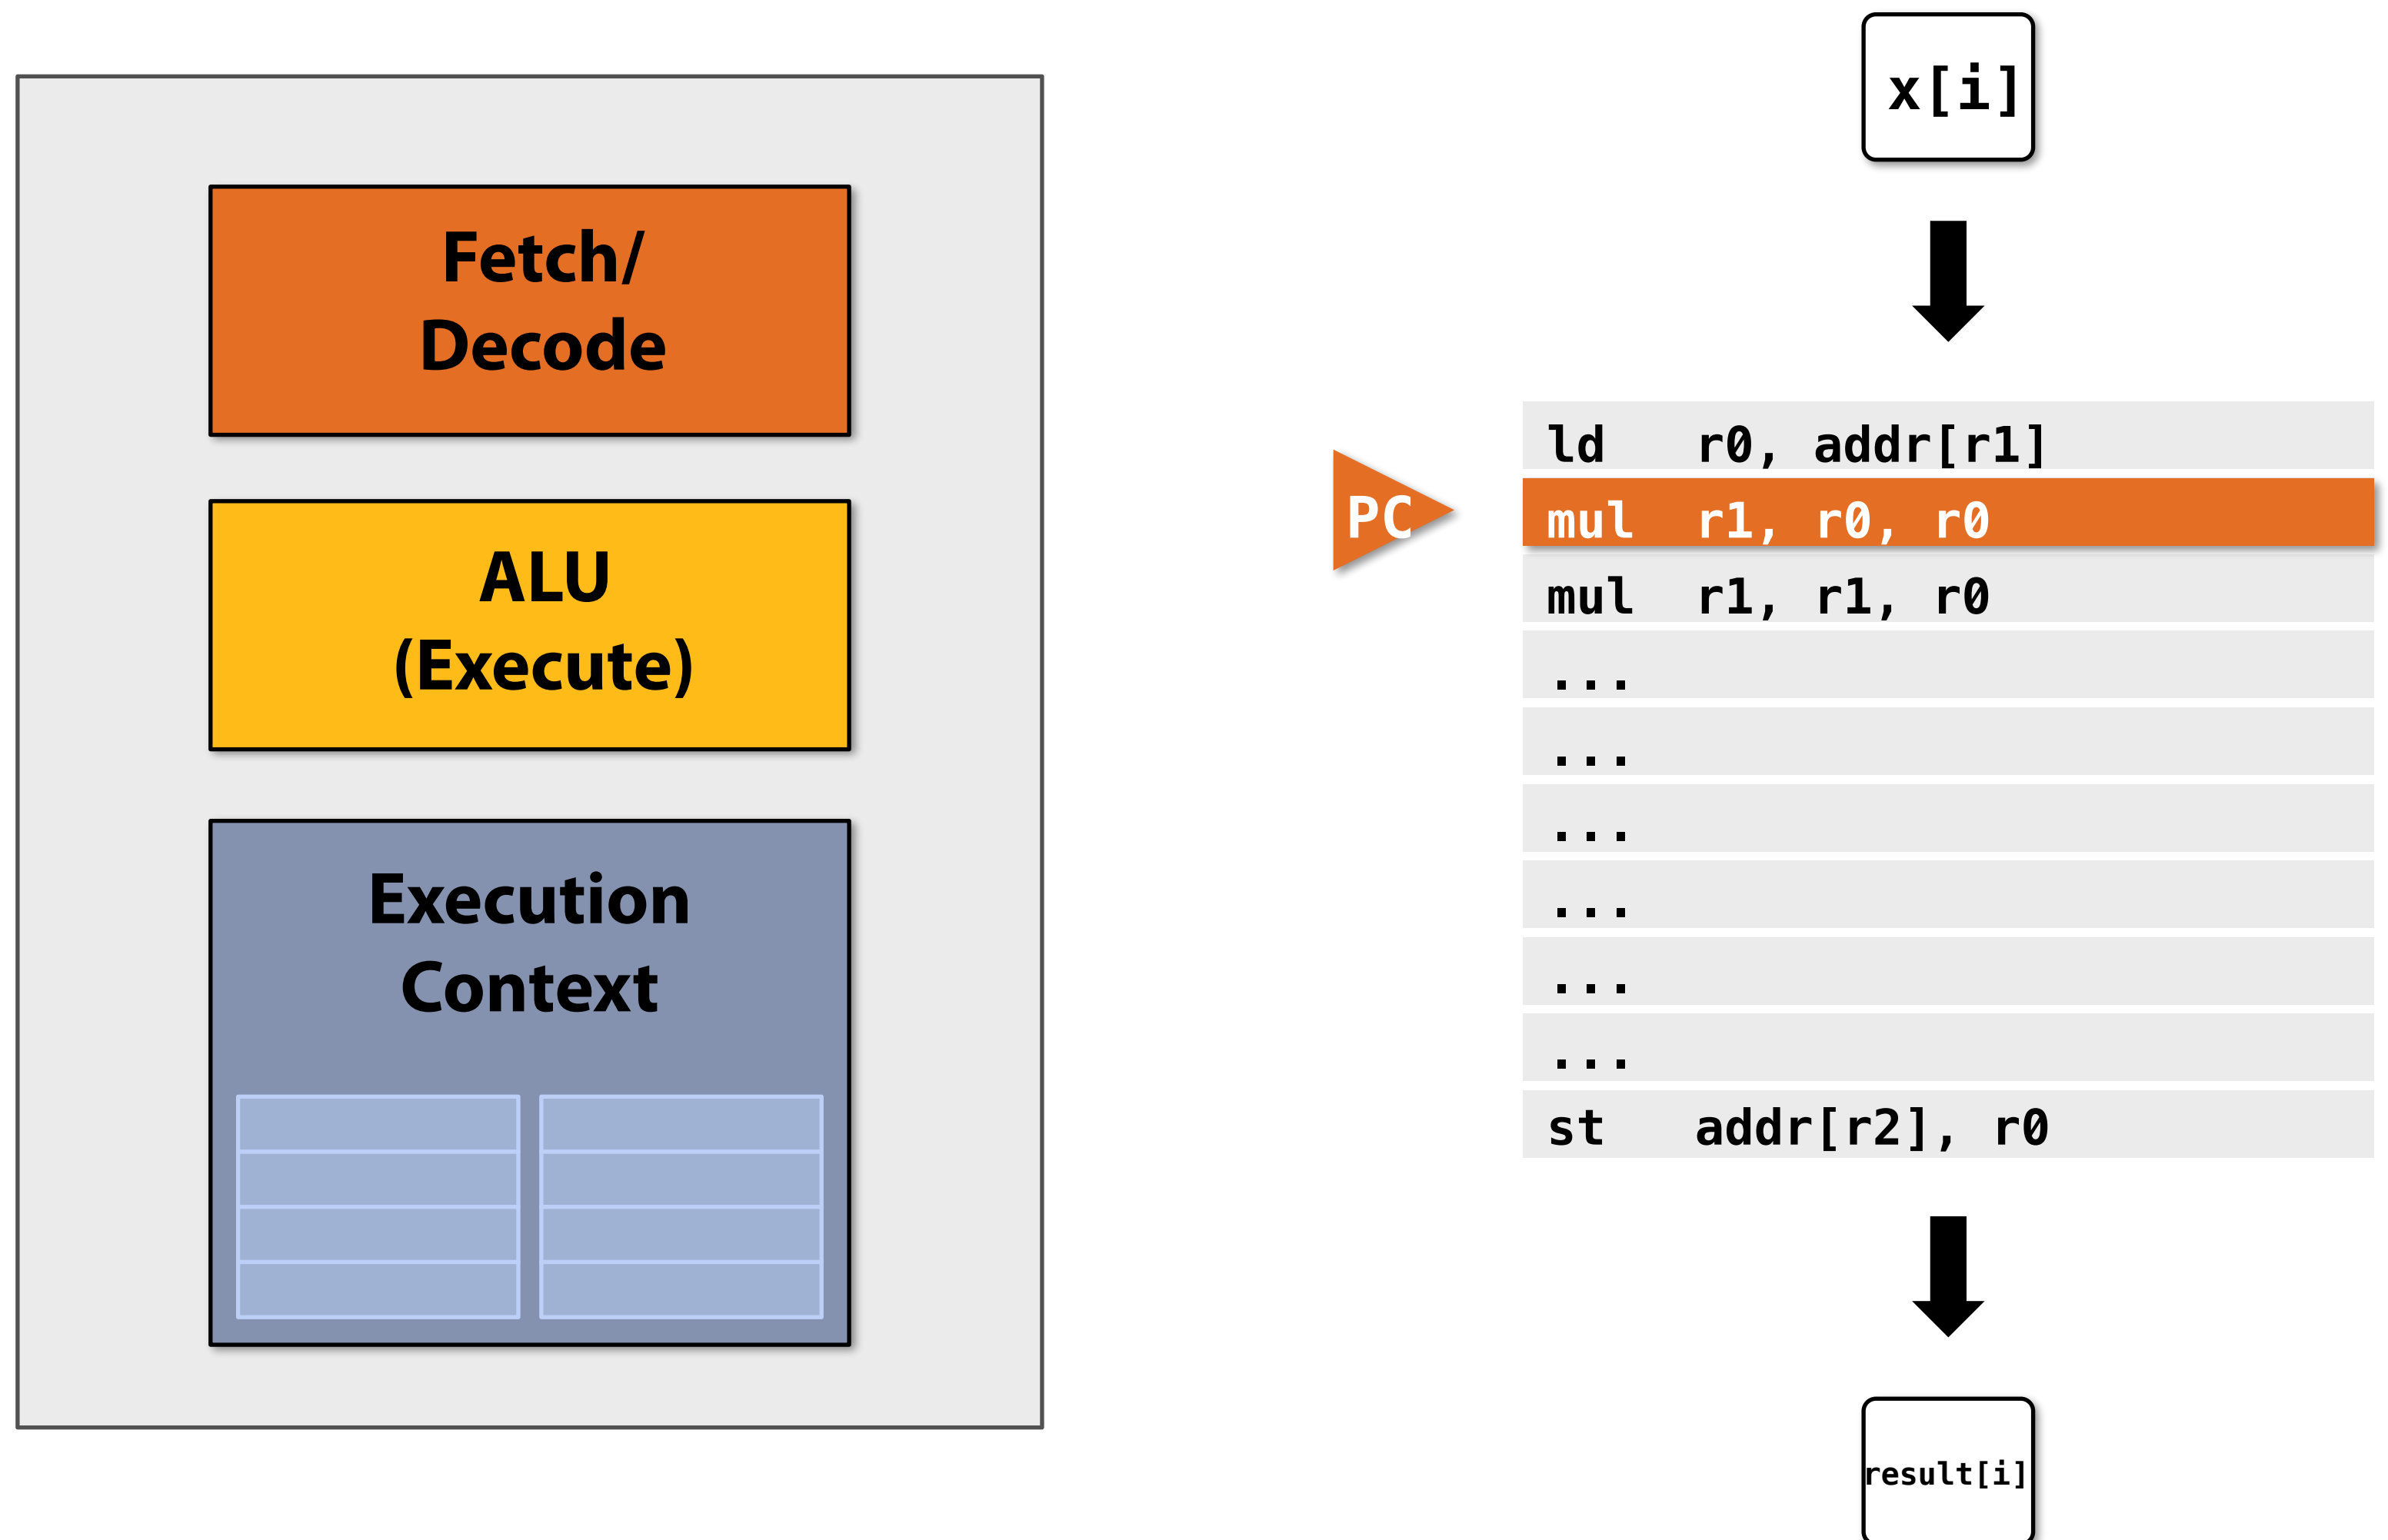 Fetch/
Decode
ALU
(Execute)
Execution
Context
x[i]
PC
ld r0, addr[r1]
mul r1, r0, r0
mul r1, r1, r0
...
...
...
...
...
...
st addr[r2], r0
result[i]